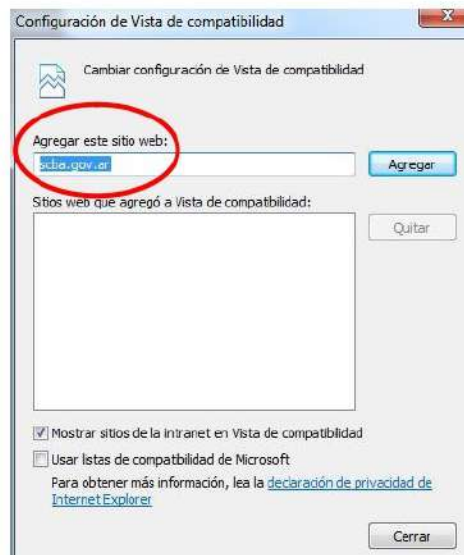 Configuración de Vista de compatibilidad
Cambiar configuración de Vista de compatibilidad
Agregar este sitio web:
scba.gov.ar
Agregar
Sitios web que agregó a Vista de compatibilidad:
Quitar
Mostrar sitios de la intranet en Vista de compatibilidad
Usar listas de compatibilidad de Microsoft
Para obtener más información, lea la declaración de privacidad de
Internet Explorer
Cerrar